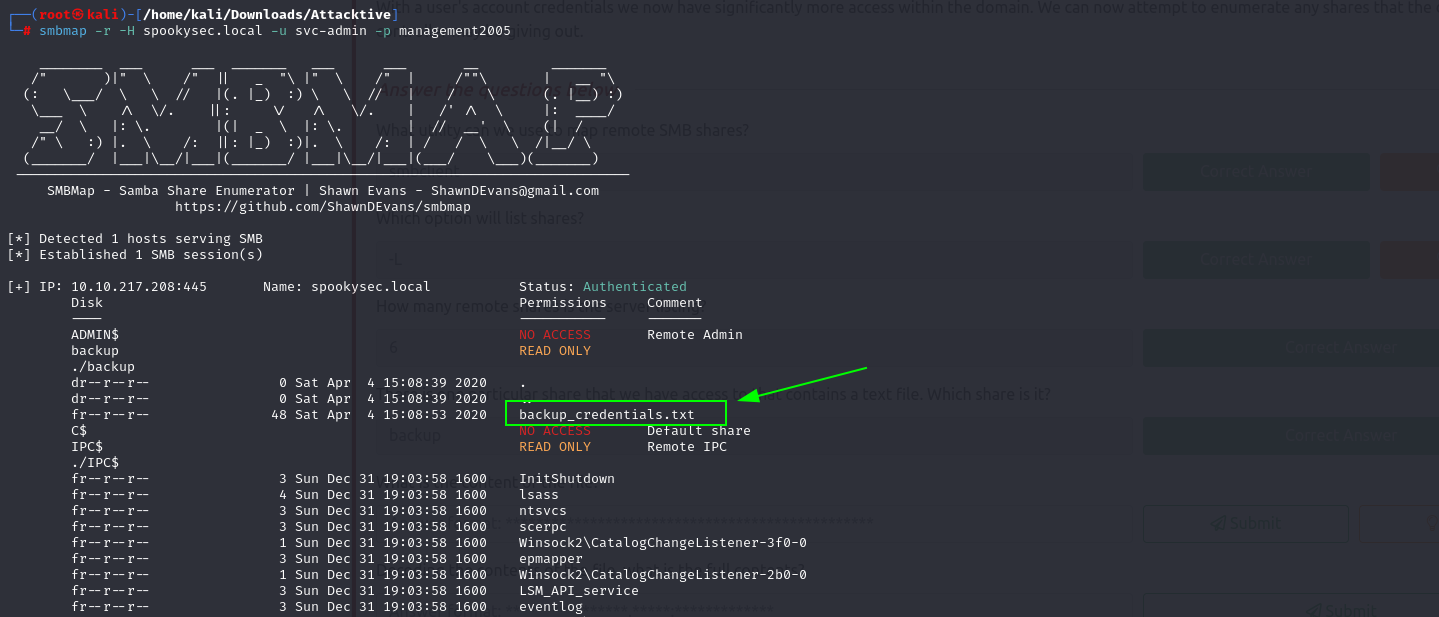 ┌──(root㉿kali)-[/home/kali/Downloads/Attacktive]
└─# smbmap -r -H spookysec.local -u svc-admin -p management2005
With a user's account credentials we now have significantly more access within the domain. We can now attempt to enumerate any shares that the
giving out.
Answer the questions below
What utility can we use to map remote SMB shares?
Correct Answer
Which option will list shares?
-L
Correct Answer
How many remote shares is the server listing?
6
Correct Answer
particular share that we have access to that contains a text file. Which share is it?
backup
Correct Answer
Submit
Submit
SMBMap - Samba Share Enumerator | Shawn Evans - ShawnDEvans@gmail.com
https://github.com/ShawnDEvans/smbmap
[*] Detected 1 hosts serving SMB
[*] Established 1 SMB session(s)
[+] IP: 10.10.217.208:445 Name: spookysec.local Status: Authenticated
Disk Permissions Comment
---- ----------- -------
ADMIN$ NO ACCESS Remote Admin
backup READ ONLY
./backup
dr--r--r-- 0 Sat Apr 4 15:08:39 2020 .
dr--r--r-- 0 Sat Apr 4 15:08:39 2020 ..
fr--r--r-- 48 Sat Apr 4 15:08:53 2020 backup_credentials.txt
C$ NO ACCESS Default share
IPC$ READ ONLY Remote IPC
./IPC$
fr--r--r-- 3 Sun Dec 31 19:03:58 1600 InitShutdown
fr--r--r-- 4 Sun Dec 31 19:03:58 1600 lsass
fr--r--r-- 3 Sun Dec 31 19:03:58 1600 ntsvcs
fr--r--r-- 3 Sun Dec 31 19:03:58 1600 scerpc
fr--r--r-- 1 Sun Dec 31 19:03:58 1600 Winsock2\CatalogChangeListener-3f0-0
fr--r--r-- 3 Sun Dec 31 19:03:58 1600 epmapper
fr--r--r-- 1 Sun Dec 31 19:03:58 1600 Winsock2\CatalogChangeListener-2b0-0
fr--r--r-- 3 Sun Dec 31 19:03:58 1600 LSM_API_service
fr--r--r-- 3 Sun Dec 31 19:03:58 1600 eventlog